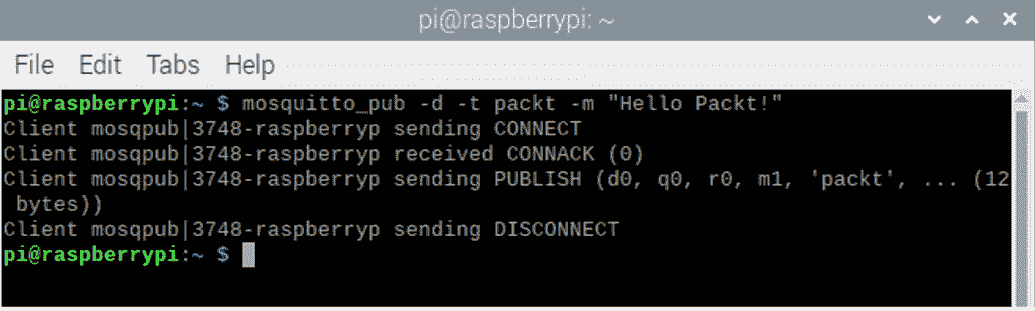 pi@raspberrypi: ~
File Edit Tabs Help
pi@raspberrypi:~ $ mosquitto_pub -d -t packt -m "Hello Packt!"
Client mosqpub|3748-raspberryp sending CONNECT
Client mosqpub|3748-raspberryp received CONNACK (0)
Client mosqpub|3748-raspberryp sending PUBLISH (d0, q0, r0, m1, 'packt', ... (12
 bytes))
Client mosqpub|3748-raspberryp sending DISCONNECT
pi@raspberrypi:~ $